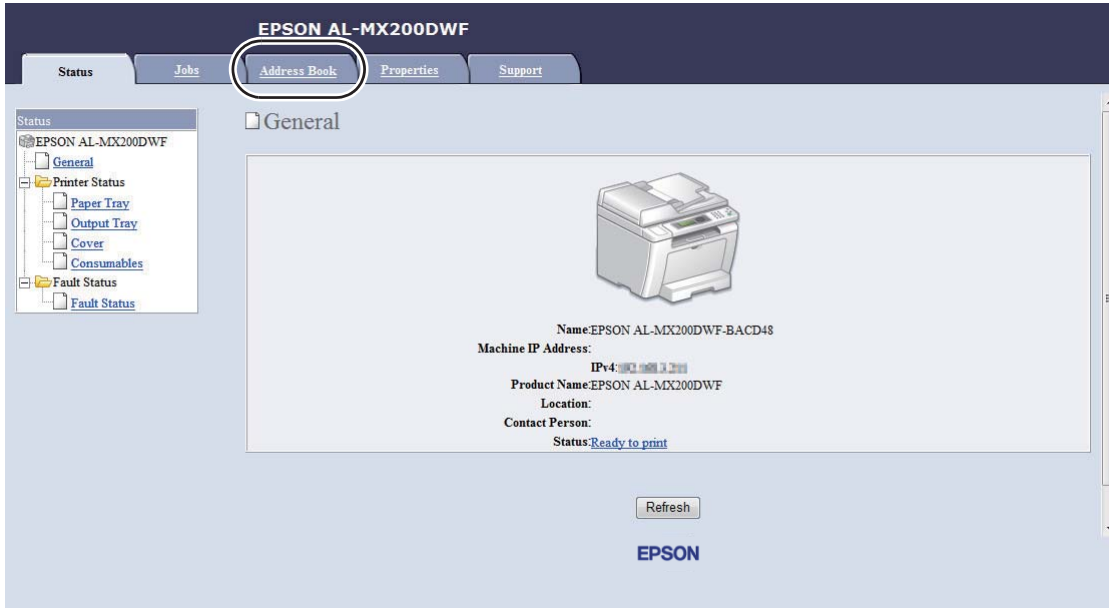 EPSON AL-MX200DWF
Status Jobs Address Book Properties Support
Status
EPSON AL-MX200DWF
General
Printer Status
Paper Tray
Output Tray
Cover
Consumables
Fault Status
Fault Status
General
Name:EPSON AL-MX200DWF-BACD48
Machine IP Address:
IPv4:
Product Name:EPSON AL-MX200DWF
Location:
Contact Person:
Status:Ready to print
Refresh
EPSON